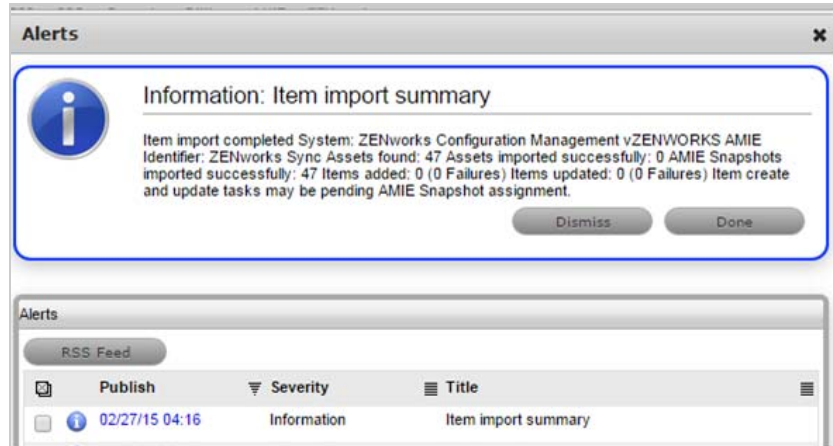 Alerts
Information: Item import summary
Item import completed System: ZENworks Configuration Management vZENWORKS AMIE
Identifier: ZENworks Sync Assets found: 47 Assets imported successfully: 0 AMIE Snapshots
imported successfully: 47 Items added: 0 (0 Failures) Items updated: 0 (0 Failures) Item create
and update tasks may be pending AMIE Snapshot assignment.
Dismiss Done
Alerts
RSS Feed
Publish Severity Title
02/27/15 04:16 Information Item import summary